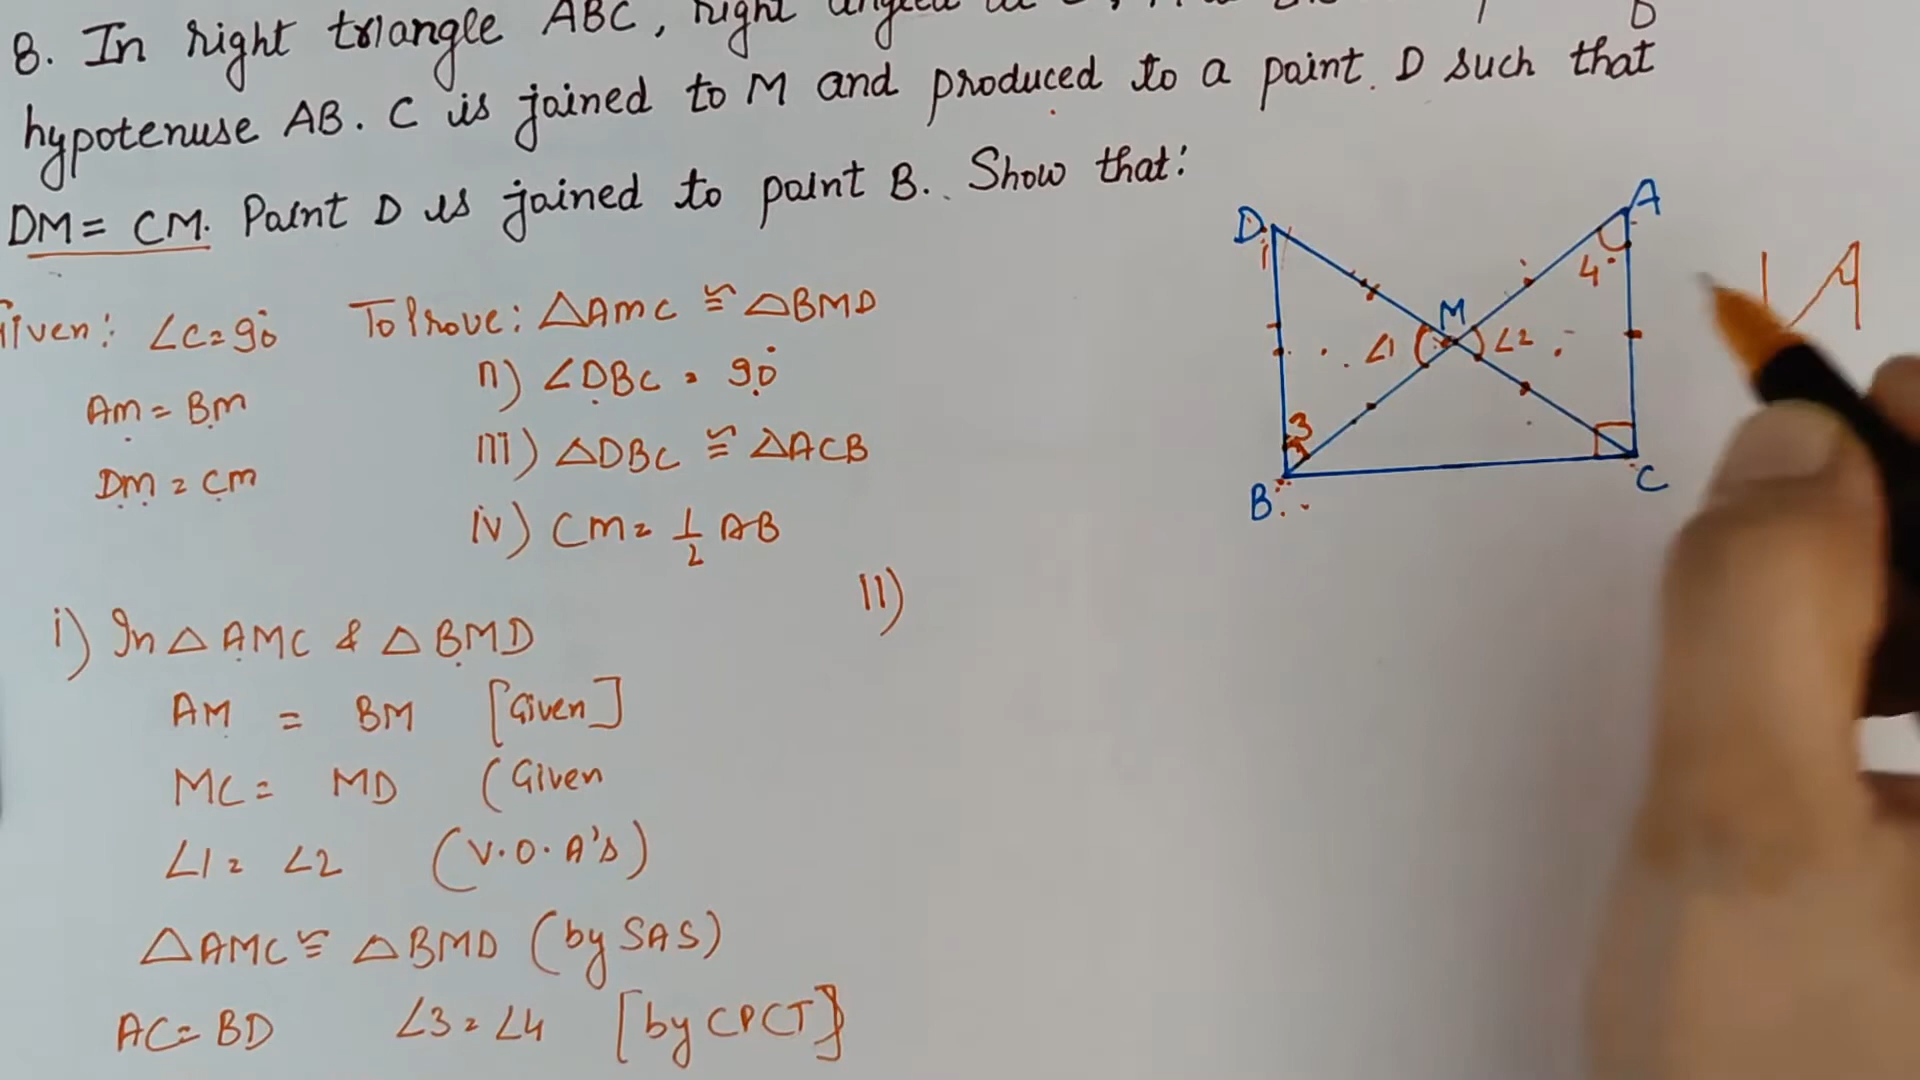 8. In right triangle ABC, right angled
hypotenuse AB. C is joined to M and produced to a point D such that
DM = CM. Point D is joined to point B. Show that:
Given: ∠C = 90°
AM = BM
DM = CM
To Prove: △AMC ≅ △BMD
II) ∠DBC = 90°
III) △DBC ≅ △ACB
iv) CM = 1/2 AB
i) In △ AMC & △ BMD
AM = BM [Given]
MC = MD (Given
∠1 = ∠2 (V.O.A's)
△AMC ≅ △BMD (by SAS)
AC = BD ∠3 = ∠4 [by CPCT]
II)
D
A
4
M
∠1
∠2
3
B
C